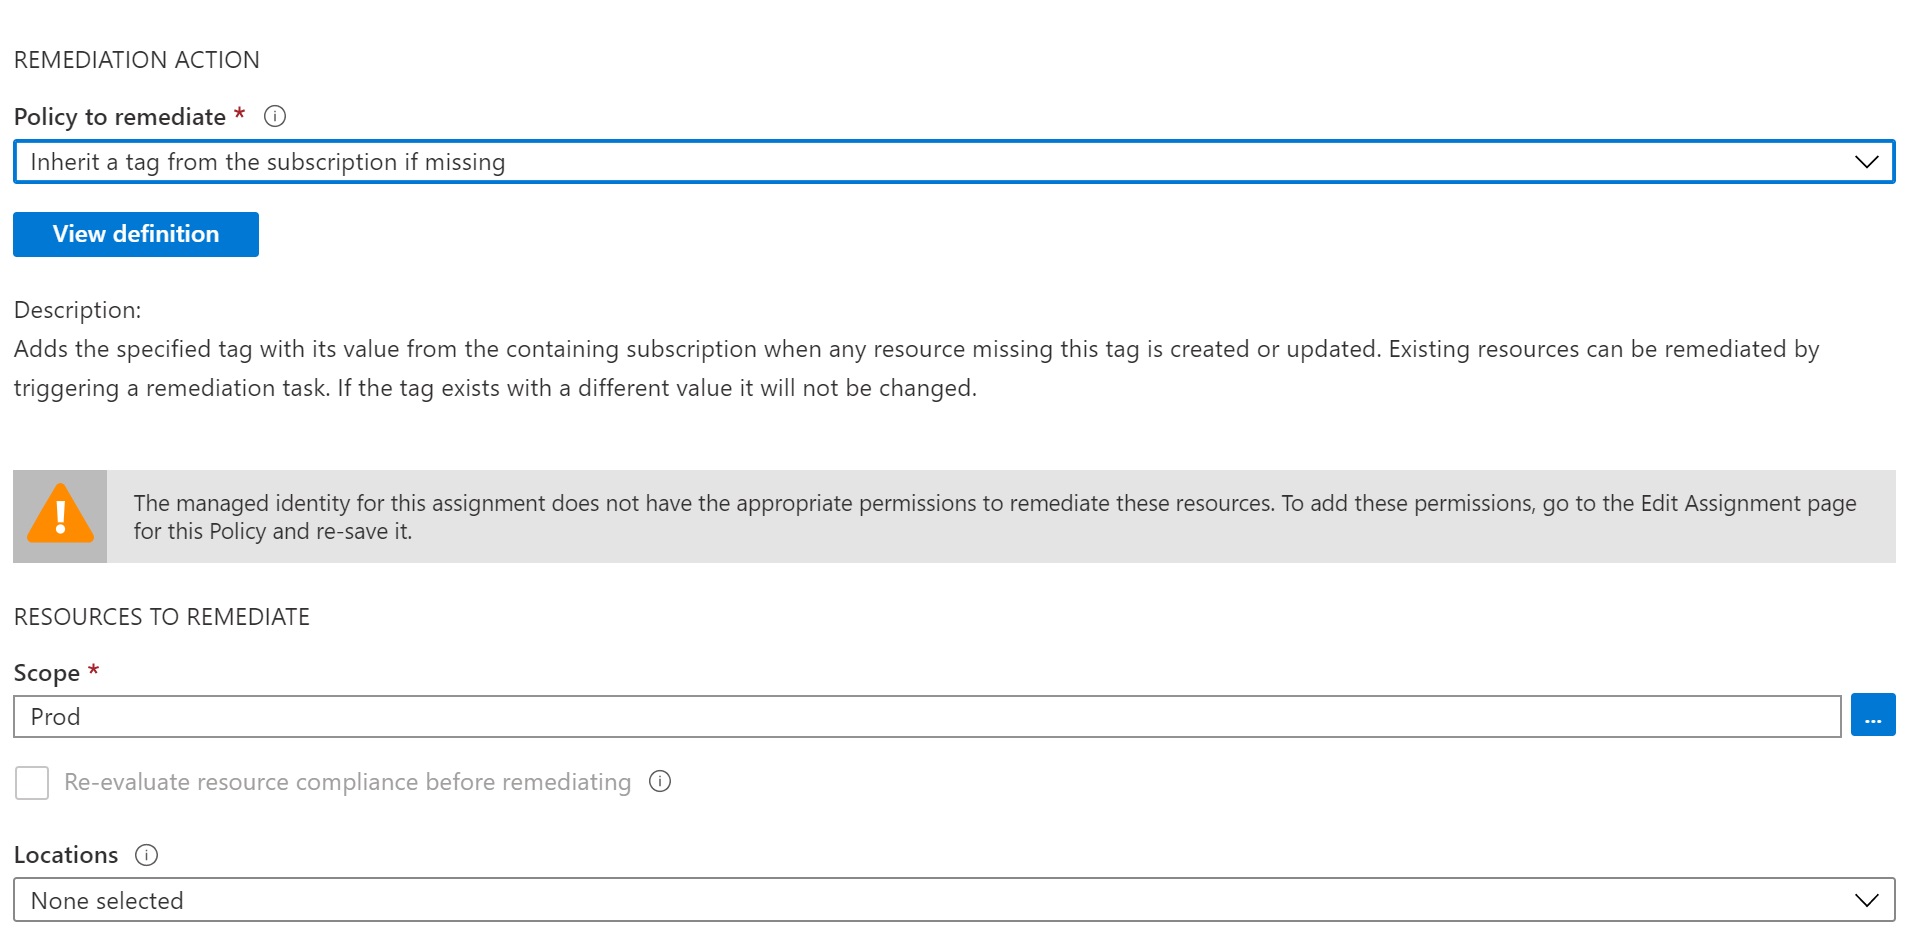 REMEDIATION ACTION
Policy to remediate *
Inherit a tag from the subscription if missing
View definition
Description:
Adds the specified tag with its value from the containing subscription when any resource missing this tag is created or updated. Existing resources can be remediated by
triggering a remediation task. If the tag exists with a different value it will not be changed.
The managed identity for this assignment does not have the appropriate permissions to remediate these resources. To add these permissions, go to the Edit Assignment page
for this Policy and re-save it.
RESOURCES TO REMEDIATE
Scope *
Prod
...
Re-evaluate resource compliance before remediating
Locations
None selected